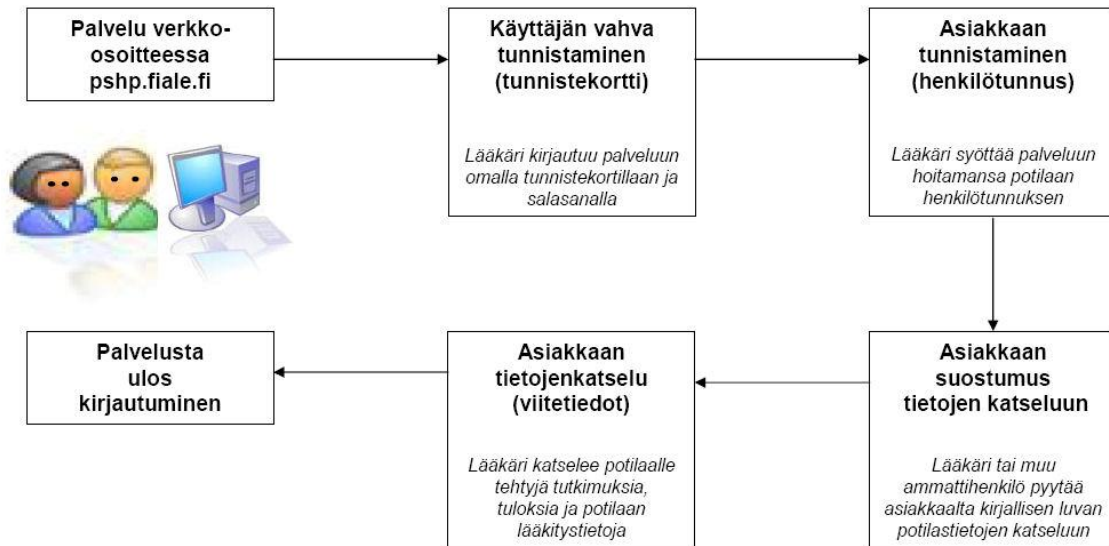 Palvelu verkko-
osoitteessa
pshp.fiale.fi
Käyttäjän vahva
tunnistaminen
(tunnistekortti)
Lääkäri kirjautuu palveluun
omalla tunnistekortillaan ja
salasanalla
Asiakkaan
tunnistaminen
(henkilötunnus)
Lääkäri syöttää palveluun
hoitamansa potilaan
henkilötunnuksen
Asiakkaan
suostumus
tietojen katseluun
Lääkäri tai muu
ammattihenkilö pyytää
asiakkaalta kirjallisen luvan
potilastietojen katseluun
Asiakkaan
tietojenkatselu
(viitetiedot)
Lääkäri katselee potilaalle
tehtyjä tutkimuksia,
tuloksia ja potilaan
lääkitystietoja
Palvelusta
ulos
kirjautuminen